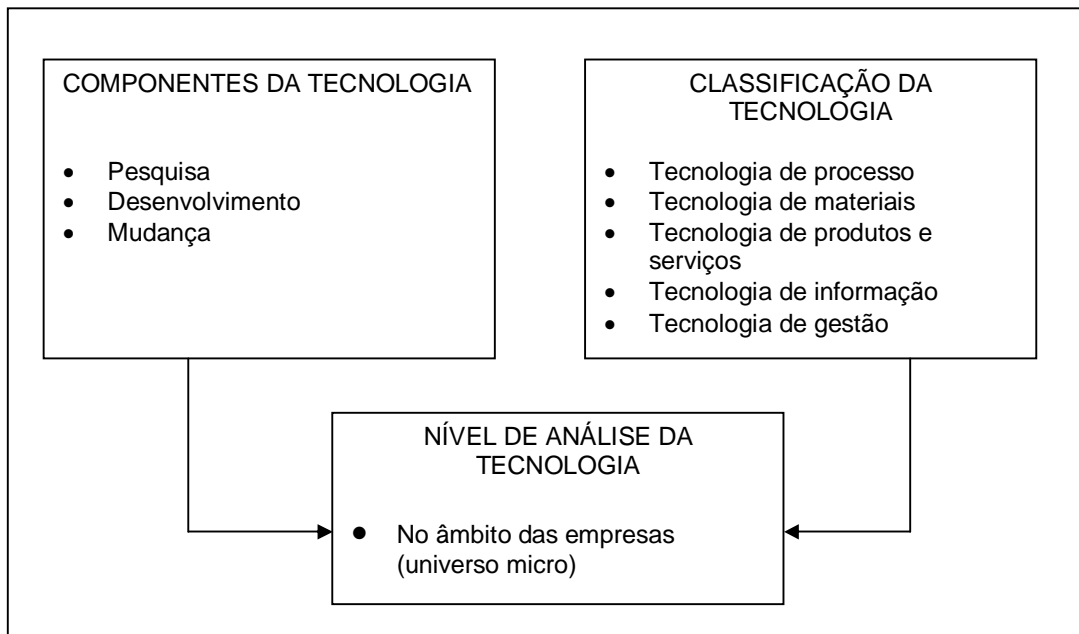 COMPONENTES DA TECNOLOGIA
• Pesquisa
• Desenvolvimento
• Mudança
CLASSIFICAÇÃO DA
TECNOLOGIA
• Tecnologia de processo
• Tecnologia de materiais
• Tecnologia de produtos e
serviços
• Tecnologia de informação
• Tecnologia de gestão
NÍVEL DE ANÁLISE DA
TECNOLOGIA
• No âmbito das empresas
(universo micro)